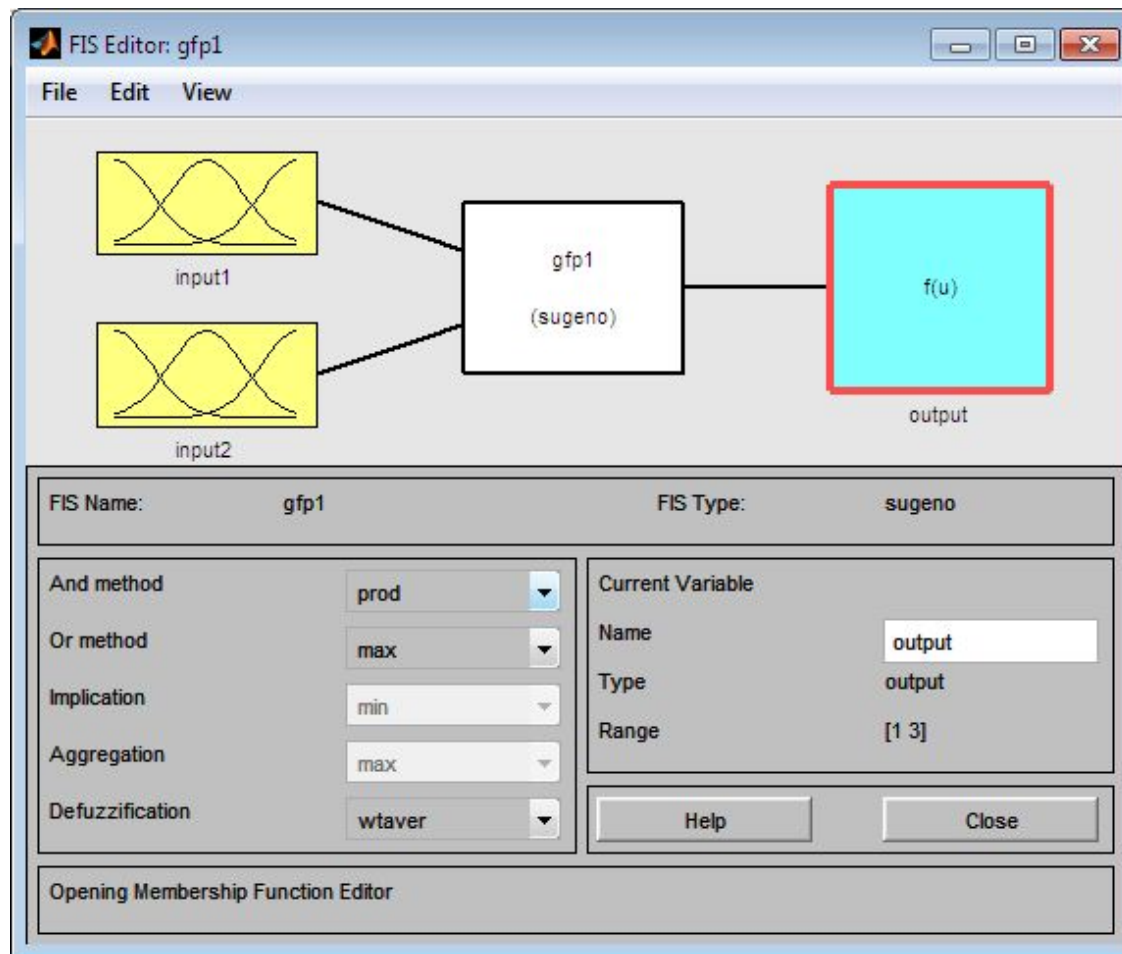 FIS Editor: gfp1
File Edit View
input1
input2
gfp1
(sugeno)
f(u)
output
FIS Name: gfp1 FIS Type: sugeno
And method prod
Or method max
Implication min
Aggregation max
Defuzzification wtaver
Current Variable
Name output
Type output
Range [1 3]
Help Close
Opening Membership Function Editor